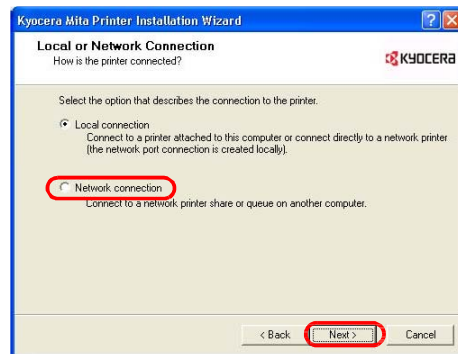 Kyocera Mita Printer Installation Wizard
Local or Network Connection
How is the printer connected?
KYOCERA
Select the option that describes the connection to the printer.
Local connection
Connect to a printer attached to this computer or connect directly to a network printer
(the network port connection is created locally).
Network connection
Connect to a network printer share or queue on another computer.
< Back
Next >
Cancel